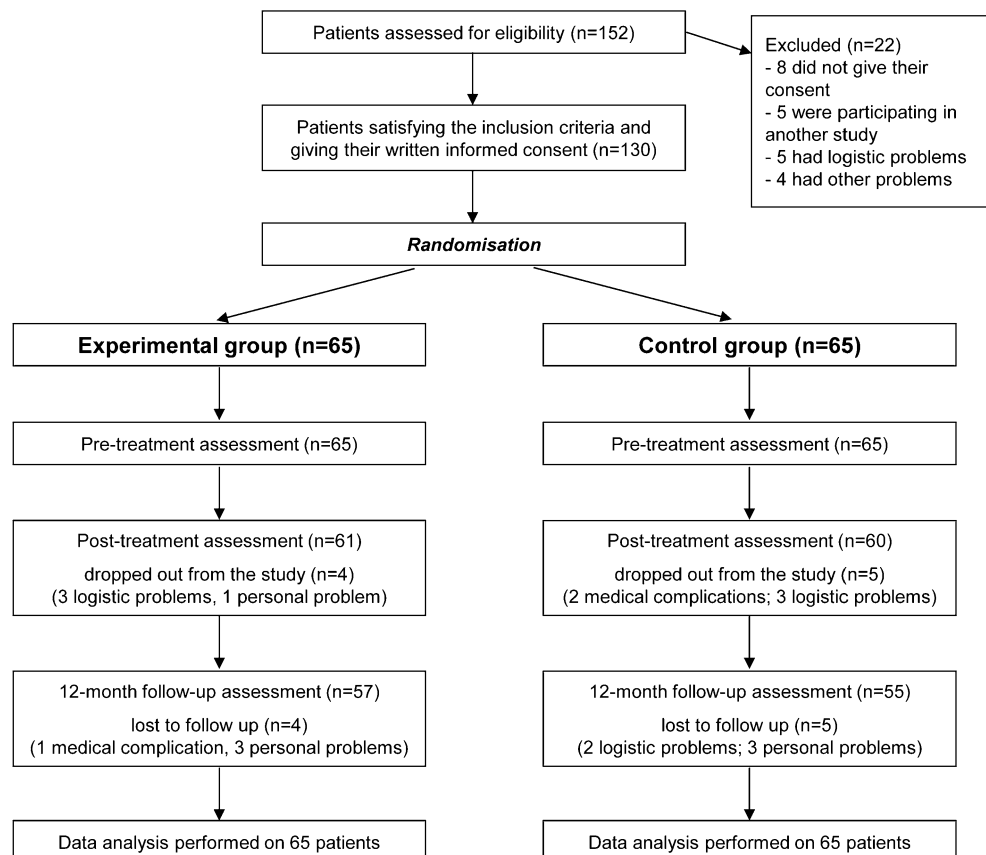 Patients assessed for eligibility (n=152)
Excluded (n=22)
- 8 did not give their
consent
- 5 were participating in
another study
- 5 had logistic problems
- 4 had other problems
Patients satisfying the inclusion criteria and
giving their written informed consent (n=130)
Randomisation
Experimental group (n=65)
Control group (n=65)
Pre-treatment assessment (n=65)
Pre-treatment assessment (n=65)
Post-treatment assessment (n=61)
dropped out from the study (n=4)
(3 logistic problems, 1 personal problem)
Post-treatment assessment (n=60)
dropped out from the study (n=5)
(2 medical complications; 3 logistic problems)
12-month follow-up assessment (n=57)
lost to follow up (n=4)
(1 medical complication, 3 personal problems)
12-month follow-up assessment (n=55)
lost to follow up (n=5)
(2 logistic problems; 3 personal problems)
Data analysis performed on 65 patients
Data analysis performed on 65 patients